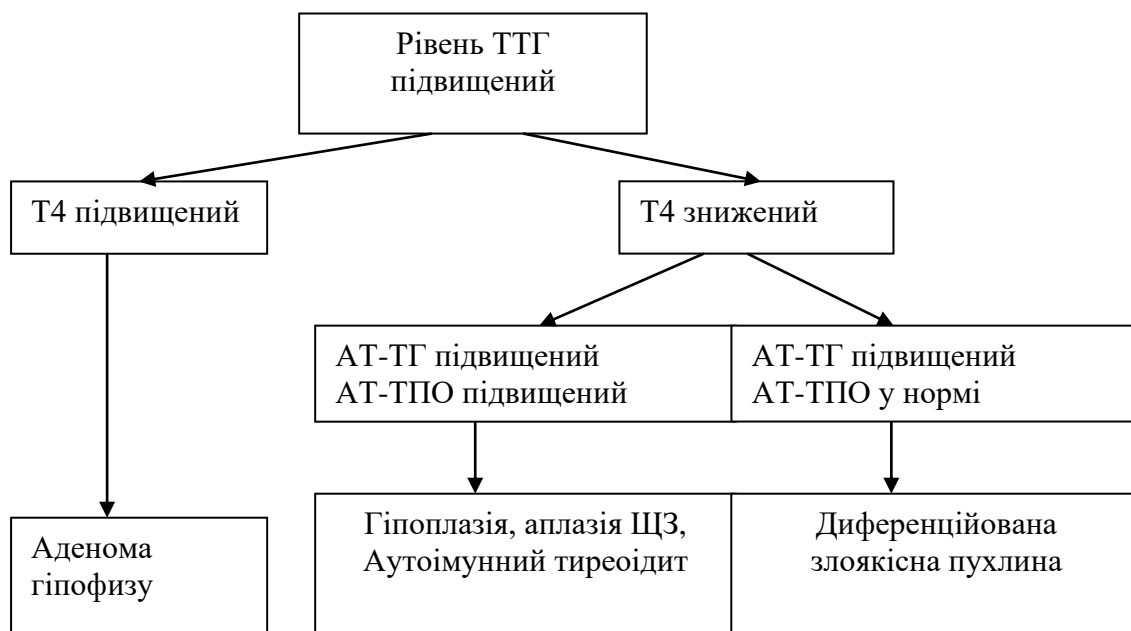 Рівень ТТГ
підвищений
Т4 підвищений
Т4 знижений
АТ-ТГ підвищений
АТ-ТПО підвищений
АТ-ТГ підвищений
АТ-ТПО у нормі
Аденома
гіпофизу
Гіпоплазія, аплазія ЩЗ,
Аутоімунний тиреоідит
Диференційована
злоякісна пухлина